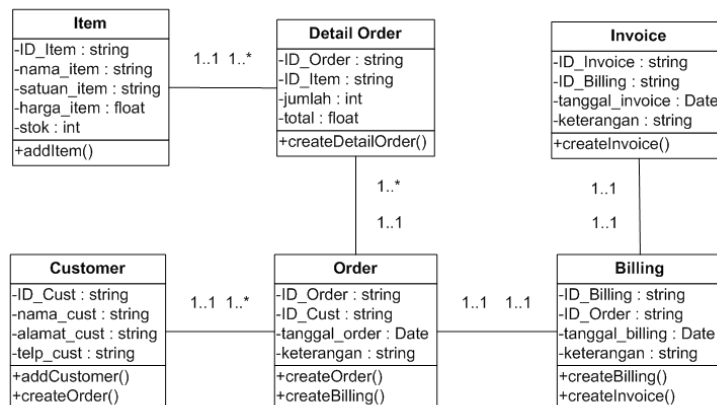 Item
-ID_Item : string
-nama_item : string
-satuan_item : string
-harga_item : float
-stok : int
+addItem()
1..1 1..*
Detail Order
-ID_Order : string
-ID_Item : string
-jumlah : int
-total : float
+createDetailOrder()
Invoice
-ID_Invoice : string
-ID_Billing : string
-tanggal_invoice : Date
-keterangan : string
+createInvoice()
1..*
1..1
1..1
1..1
Customer
-ID_Cust : string
-nama_cust : string
-alamat_cust : string
-telp_cust : string
+addCustomer()
+createOrder()
1..1 1..*
Order
-ID_Order : string
-ID_Cust : string
-tanggal_order : Date
-keterangan : string
+createOrder()
+createBilling()
1..1 1..1
Billing
-ID_Billing : string
-ID_Order : string
-tanggal_billing : Date
-keterangan : string
+createBilling()
+createInvoice()